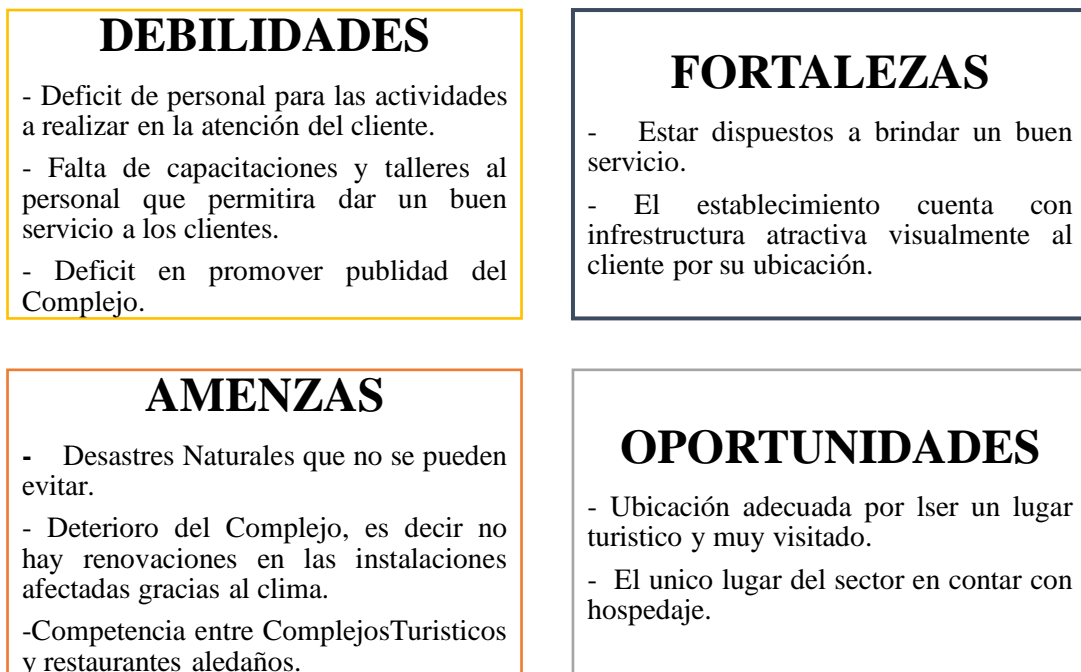 DEBILIDADES
- Deficit de personal para las actividades
a realizar en la atención del cliente.
- Falta de capacitaciones y talleres al
personal que permitira dar un buen
servicio a los clientes.
- Deficit en promover publidad del
Complejo.
FORTALEZAS
- Estar dispuestos a brindar un buen
servicio.
- El establecimiento cuenta con
infrestructura atractiva visualmente al
cliente por su ubicación.
AMENZAS
- Desastres Naturales que no se pueden
evitar.
- Deterioro del Complejo, es decir no
hay renovaciones en las instalaciones
afectadas gracias al clima.
-Competencia entre ComplejosTuristicos
y restaurantes aledaños.
OPORTUNIDADES
- Ubicación adecuada por lser un lugar
turistico y muy visitado.
- El unico lugar del sector en contar con
hospedaje.